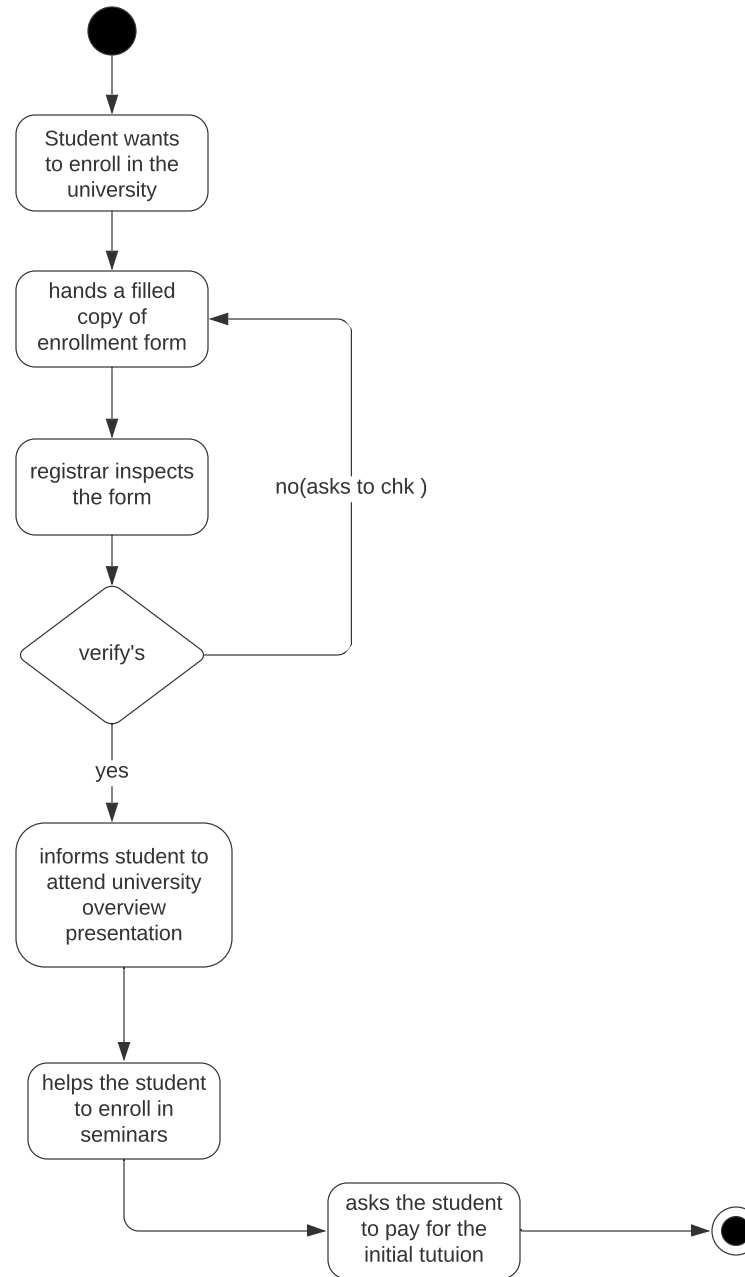 Student wants
to enroll in the
university
hands a filled
copy of
enrollment form
registrar inspects
the form
no(asks to chk )
verify's
yes
informs student to
attend university
overview
presentation
helps the student
to enroll in
seminars
asks the student
to pay for the
initial tutuion